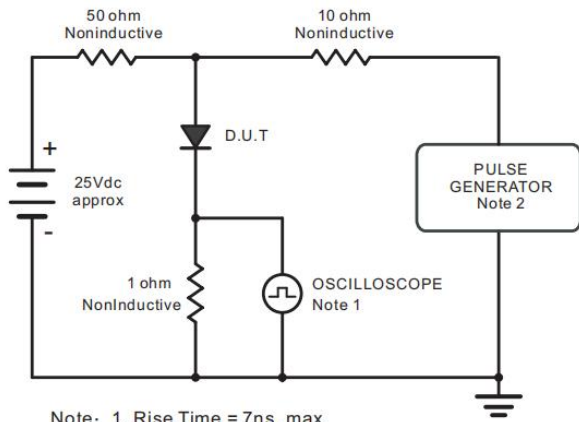 50 ohm
Noninductive
10 ohm
Noninductive
+
D.U.T
25Vdc
approx
-
PULSE
GENERATOR
Note 2
1 ohm
NonInductive
OSCILLOSCOPE
Note 1
Note: 1. Rise Time = 7ns, max